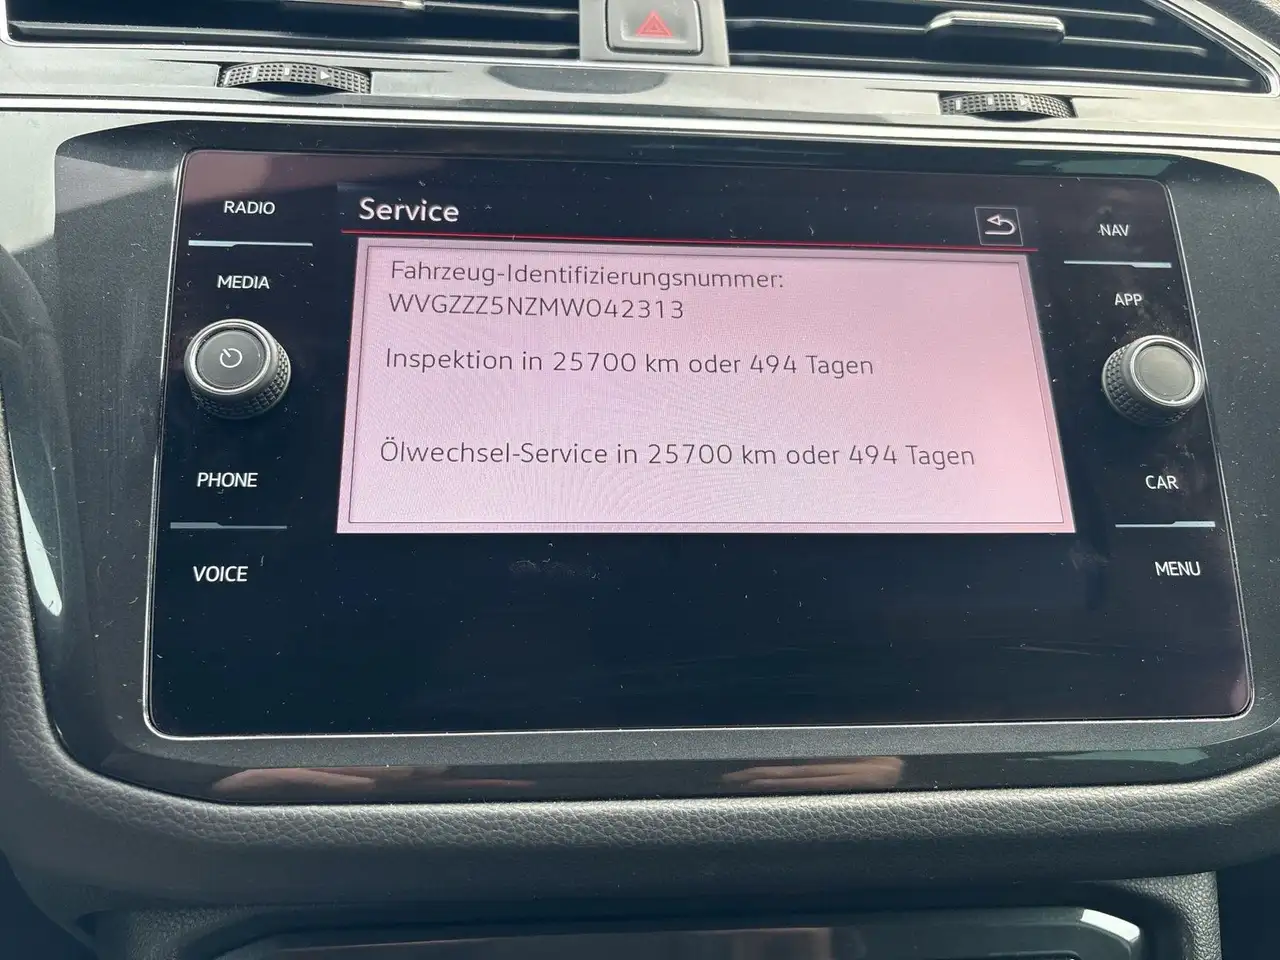 RADIO
MEDIA
PHONE
VOICE
Service
Fahrzeug-Identifizierungsnummer:
WVGZZZ5NZMW042313
Inspektion in 25700 km oder 494 Tagen
Ölwechsel-Service in 25700 km oder 494 Tagen
NAV
APP
CAR
MENU